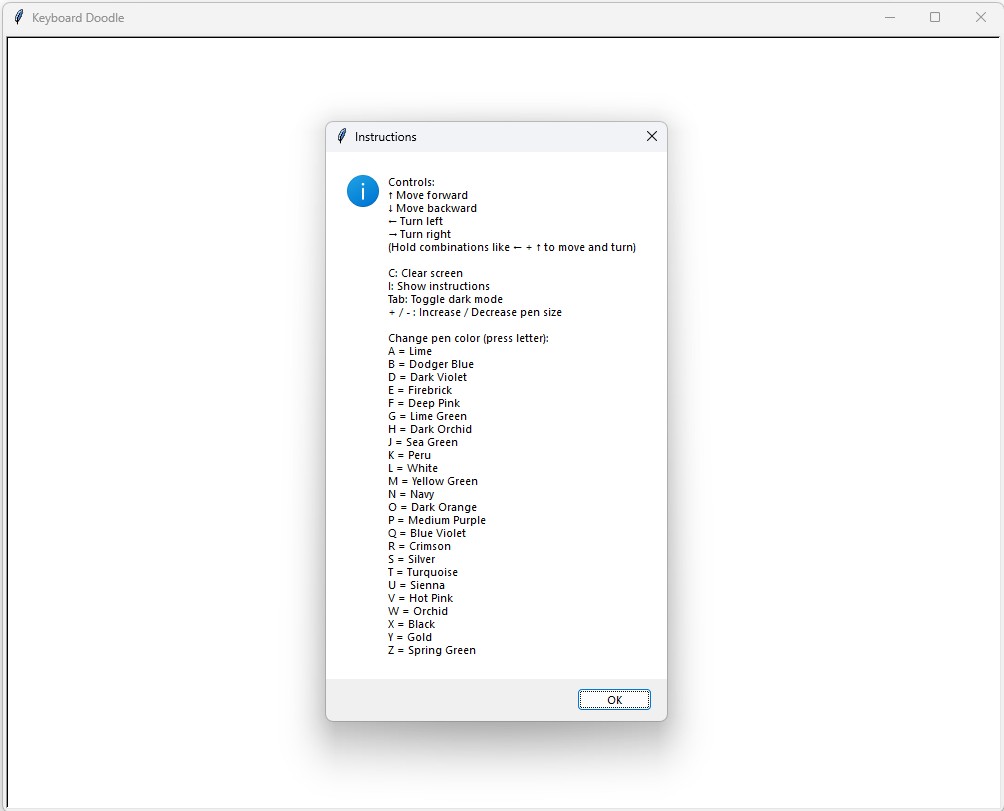 Keyboard Doodle
Instructions
Controls:
↑ Move forward
↓ Move backward
← Turn left
→ Turn right
(Hold combinations like ← + ↑ to move and turn)
C: Clear screen
I: Show instructions
Tab: Toggle dark mode
+ / - : Increase / Decrease pen size
Change pen color (press letter):
A = Lime
B = Dodger Blue
D = Dark Violet
E = Firebrick
F = Deep Pink
G = Lime Green
H = Dark Orchid
J = Sea Green
K = Peru
L = White
M = Yellow Green
N = Navy
O = Dark Orange
P = Medium Purple
Q = Blue Violet
R = Crimson
S = Silver
T = Turquoise
U = Sienna
V = Hot Pink
W = Orchid
X = Black
Y = Gold
Z = Spring Green
OK